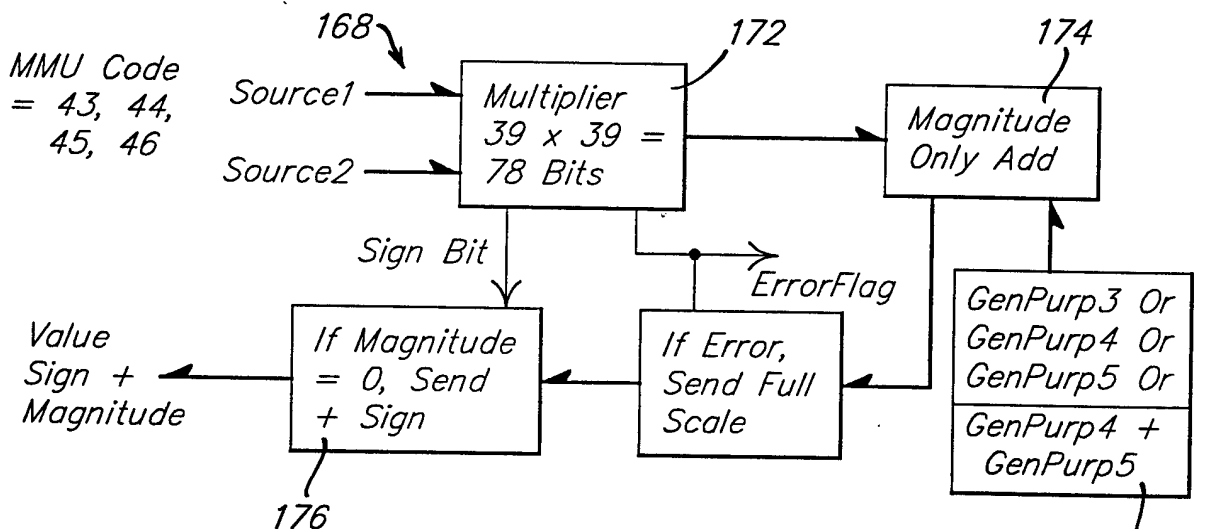 168
172
174
MMU Code
= 43, 44,
45, 46
Source1
Source2
Multiplier
39 x 39 =
78 Bits
Magnitude
Only Add
Sign Bit
ErrorFlag
GenPurp3 Or
GenPurp4 Or
GenPurp5 Or
GenPurp4 +
GenPurp5
Value
Sign +
Magnitude
If Magnitude
= 0, Send
+ Sign
If Error,
Send Full
Scale
176